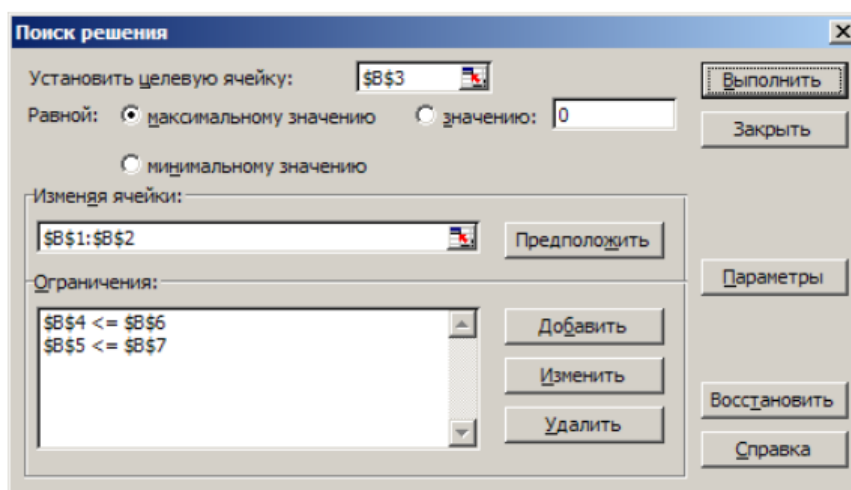 Поиск решения
Установить целевую ячейку: $B$3
Выполнить
Равной: максимальному значению значению: 0
Закрыть
минимальному значению
Изменяя ячейки:
$B$1:$B$2
Предположить
Параметры
Ограничения:
$B$4 <= $B$6
$B$5 <= $B$7
Добавить
Изменить
Удалить
Восстановить
Справка